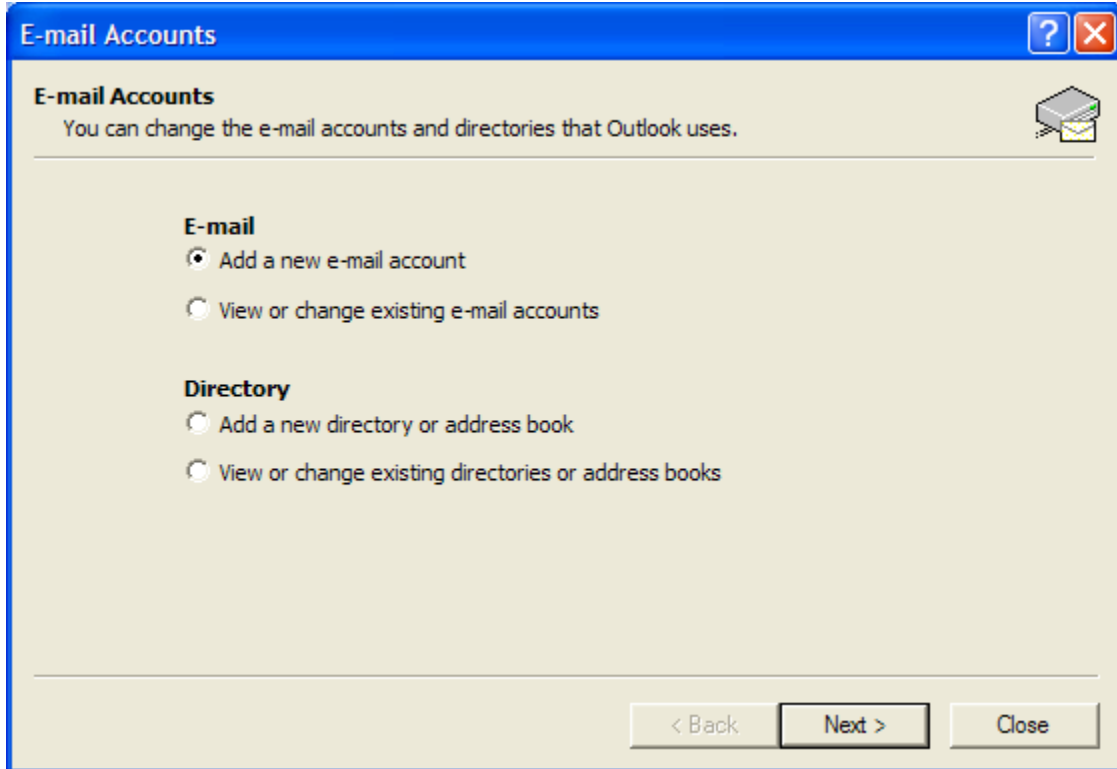 E-mail Accounts
E-mail Accounts
You can change the e-mail accounts and directories that Outlook uses.
E-mail
Add a new e-mail account
View or change existing e-mail accounts
Directory
Add a new directory or address book
View or change existing directories or address books
< Back Next > Close